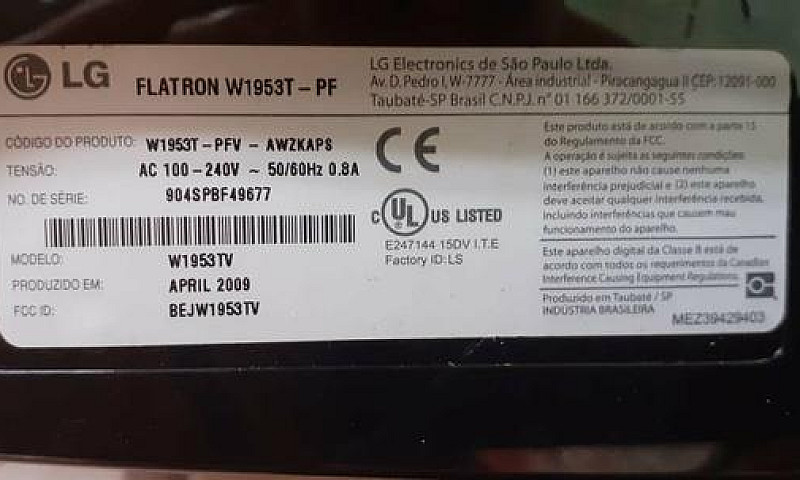 LG
FLATRON W1953T-PF
LG Electronics de São Paulo Ltda.
Av. D. Pedro I, W-7777 - Área industrial - Piracangagua II CEP: 12091-000
Taubaté-SP Brasil C.N.P.J. nº 01 166 372/0001-55
CÓDIGO DO PRODUTO: W1953T-PFV - AWZKAPS
TENSÃO: AC 100-240V ~ 50/60Hz 0.8A
NO. DE SÉRIE: 904SPBF49677
MODELO: W1953TV
PRODUZIDO EM: APRIL 2009
FCC ID: BEJW1953TV
CE
C UL US LISTED
E247144 15DV I.T.E
Factory ID: LS
Este produto está de acordo com a parte 15
do Regulamento da FCC.
A operação é sujeita as seguintes condições:
(1) este aparelho não cause nenhuma
interferência prejudicial e (2) este aparelho
deve aceitar qualquer interferência recebida,
incluindo interferências que causem mau
funcionamento do aparelho.
Este aparelho digital da Classe B está de
acordo com todos os requerimentos da Canadian
Interference Causing Equipment Regulations.
Produzido em Taubaté / SP
INDÚSTRIA BRASILEIRA
MEZ39429403